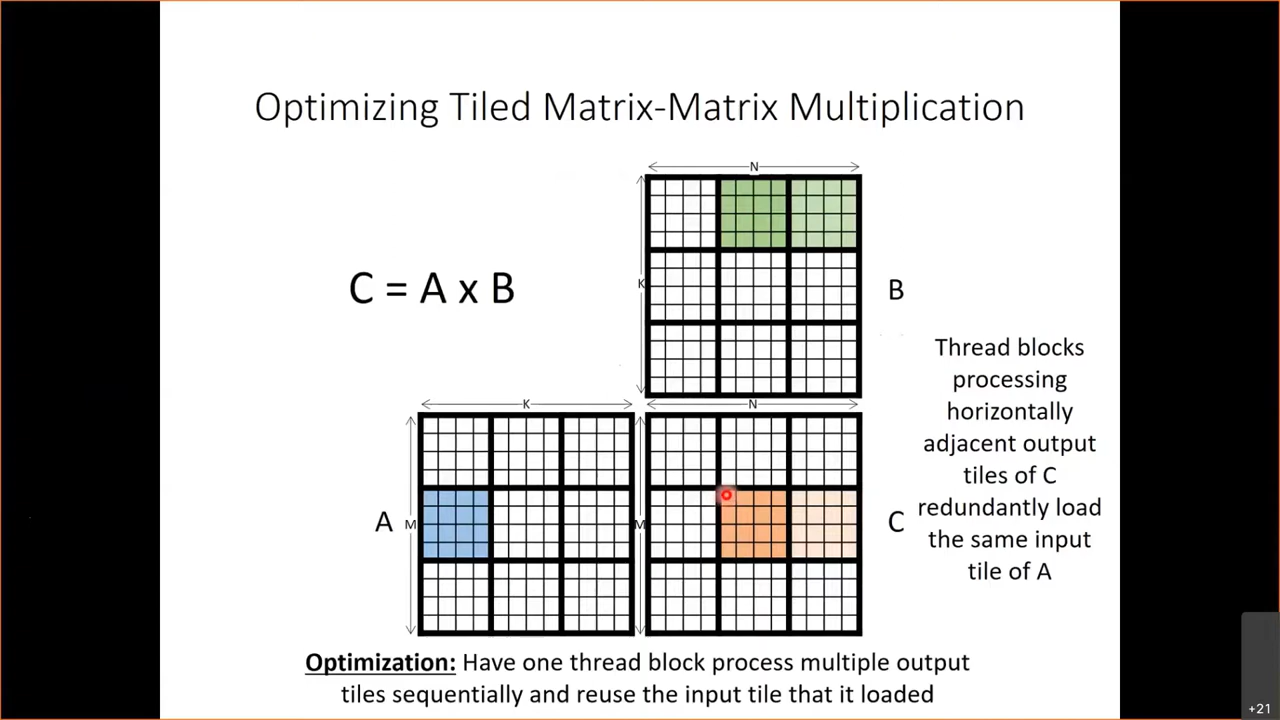 Optimizing Tiled Matrix-Matrix Multiplication
N
C = A x B
K
B
Thread blocks
processing
horizontally
adjacent output
tiles of C
redundantly load
the same input
tile of A
K
N
A
M
M
C
Optimization: Have one thread block process multiple output
tiles sequentially and reuse the input tile that it loaded
+21